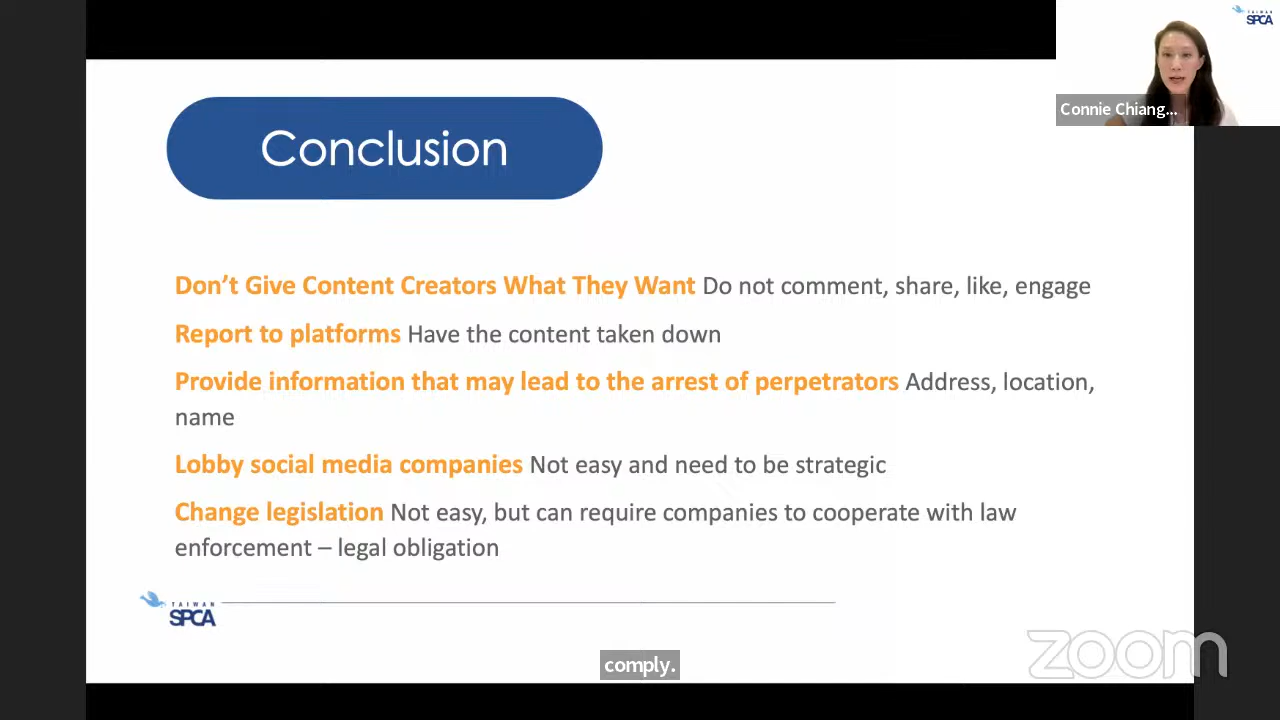 TAIWAN
SPCA
Connie Chiang...
Conclusion
Don't Give Content Creators What They Want Do not comment, share, like, engage
Report to platforms Have the content taken down
Provide information that may lead to the arrest of perpetrators Address, location,
name
Lobby social media companies Not easy and need to be strategic
Change legislation Not easy, but can require companies to cooperate with law
enforcement – legal obligation
TAIWAN
SPCA
comply.
zoom